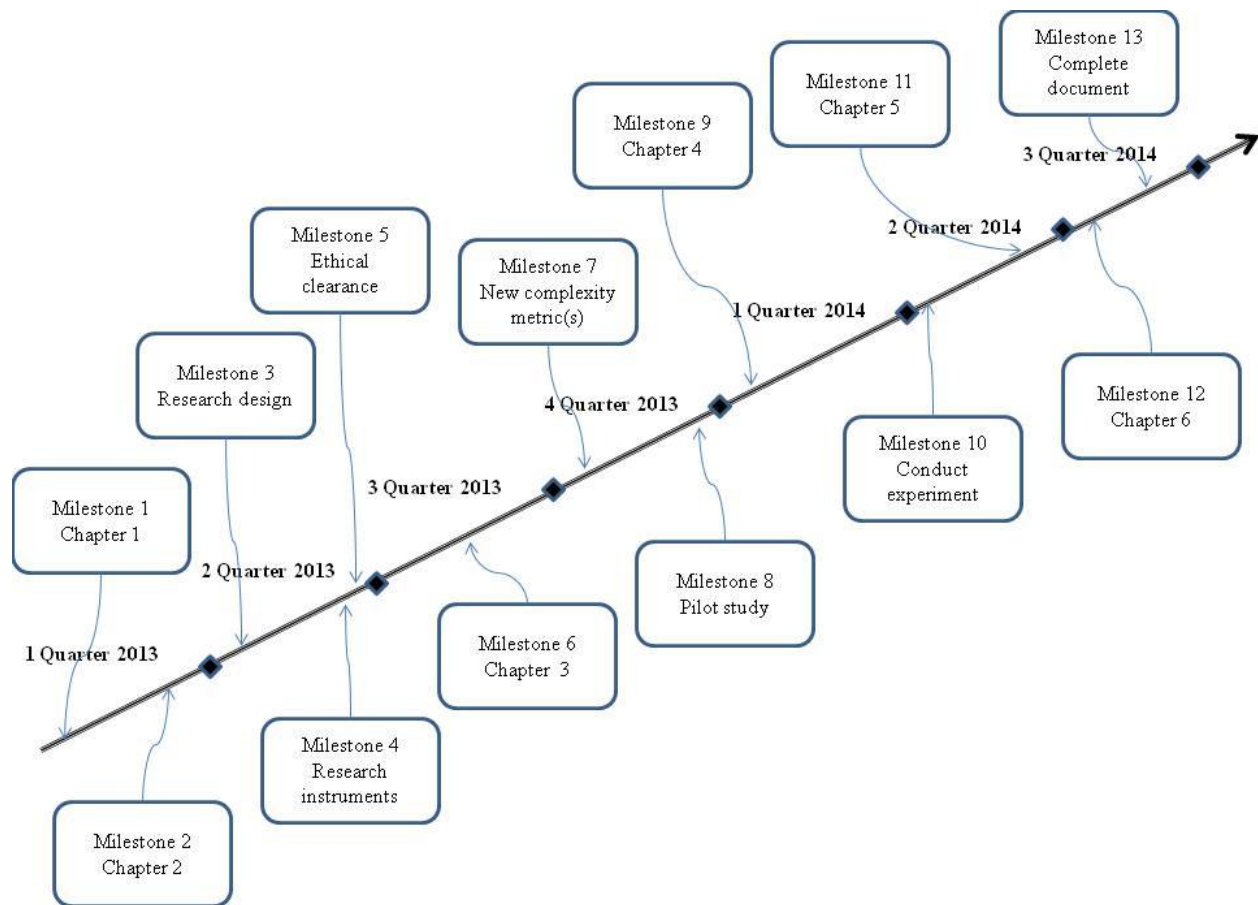 Milestone 13
Complete
document
Milestone 11
Chapter 5
Milestone 9
Chapter 4
3 Quarter 2014
Milestone 5
Ethical
clearance
2 Quarter 2014
Milestone 7
New complexity
metric(s)
1 Quarter 2014
Milestone 3
Research design
4 Quarter 2013
Milestone 12
Chapter 6
Milestone 10
Conduct
experiment
3 Quarter 2013
Milestone 1
Chapter 1
2 Quarter 2013
Milestone 8
Pilot study
Milestone 6
Chapter 3
1 Quarter 2013
Milestone 4
Research
instruments
Milestone 2
Chapter 2